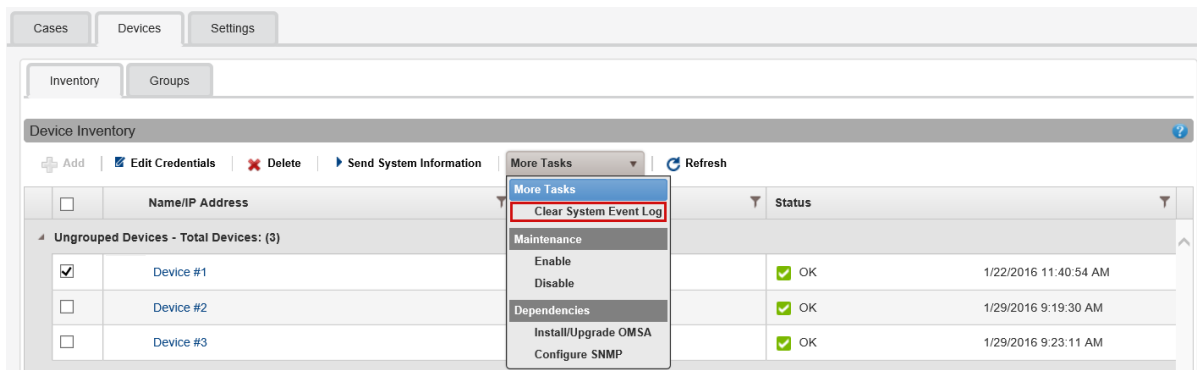 Cases Devices Settings
Inventory Groups
Device Inventory ?
Add Edit Credentials Delete Send System Information More Tasks Refresh
More Tasks
Name/IP Address Status
Clear System Event Log
Ungrouped Devices - Total Devices: (3)
Maintenance
Enable
Device #1 OK 1/22/2016 11:40:54 AM
Disable
Device #2 OK 1/29/2016 9:19:30 AM
Dependencies
Install/Upgrade OMSA
Device #3 OK 1/29/2016 9:23:11 AM
Configure SNMP